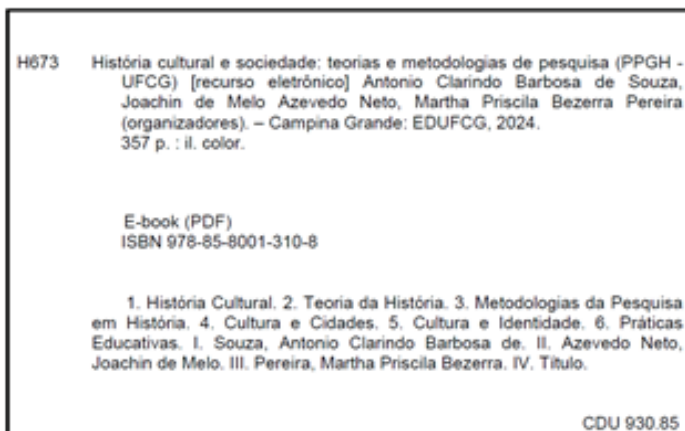 H673 História cultural e sociedade: teorias e metodologias de pesquisa (PPGH -
UFCG) [recurso eletrônico] Antonio Clarindo Barbosa de Souza,
Joachin de Melo Azevedo Neto, Martha Priscila Bezerra Pereira
(organizadores). – Campina Grande: EDUFCG, 2024.
357 p. : il. color.
E-book (PDF)
ISBN 978-85-8001-310-8
1. História Cultural. 2. Teoria da História. 3. Metodologias da Pesquisa
em História. 4. Cultura e Cidades. 5. Cultura e Identidade. 6. Práticas
Educativas. I. Souza, Antonio Clarindo Barbosa de. II. Azevedo Neto,
Joachin de Melo. III. Pereira, Martha Priscila Bezerra. IV. Título.
CDU 930.85